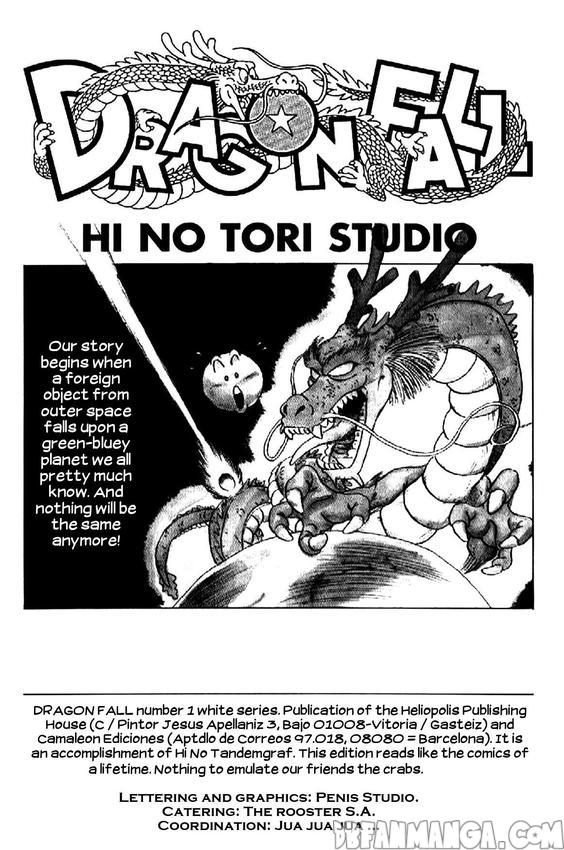 DRAGON FALL
HI NO TORI STUDIO
Our story
begins when
a foreign
object from
outer space
falls upon a
green-bluey
planet we all
pretty much
know. And
nothing will be
the same
anymore!
DRAGON FALL number 1 white series. Publication of the Heliopolis Publishing
House (C / Pintor Jesus Apellaniz 3, Bajo 01008-Vitoria / Gasteiz) and
Camaleon Ediciones (Aptdlo de Correos 97.018, 08080 = Barcelona). It is
an accomplishment of Hi No Tandemgraf. This edition reads like the comics of
a lifetime. Nothing to emulate our friends the crabs.
Lettering and graphics: Penis Studio.
Catering: The rooster S.A.
Coordination: Jua jua jua ...
DBFANMANGA.COM